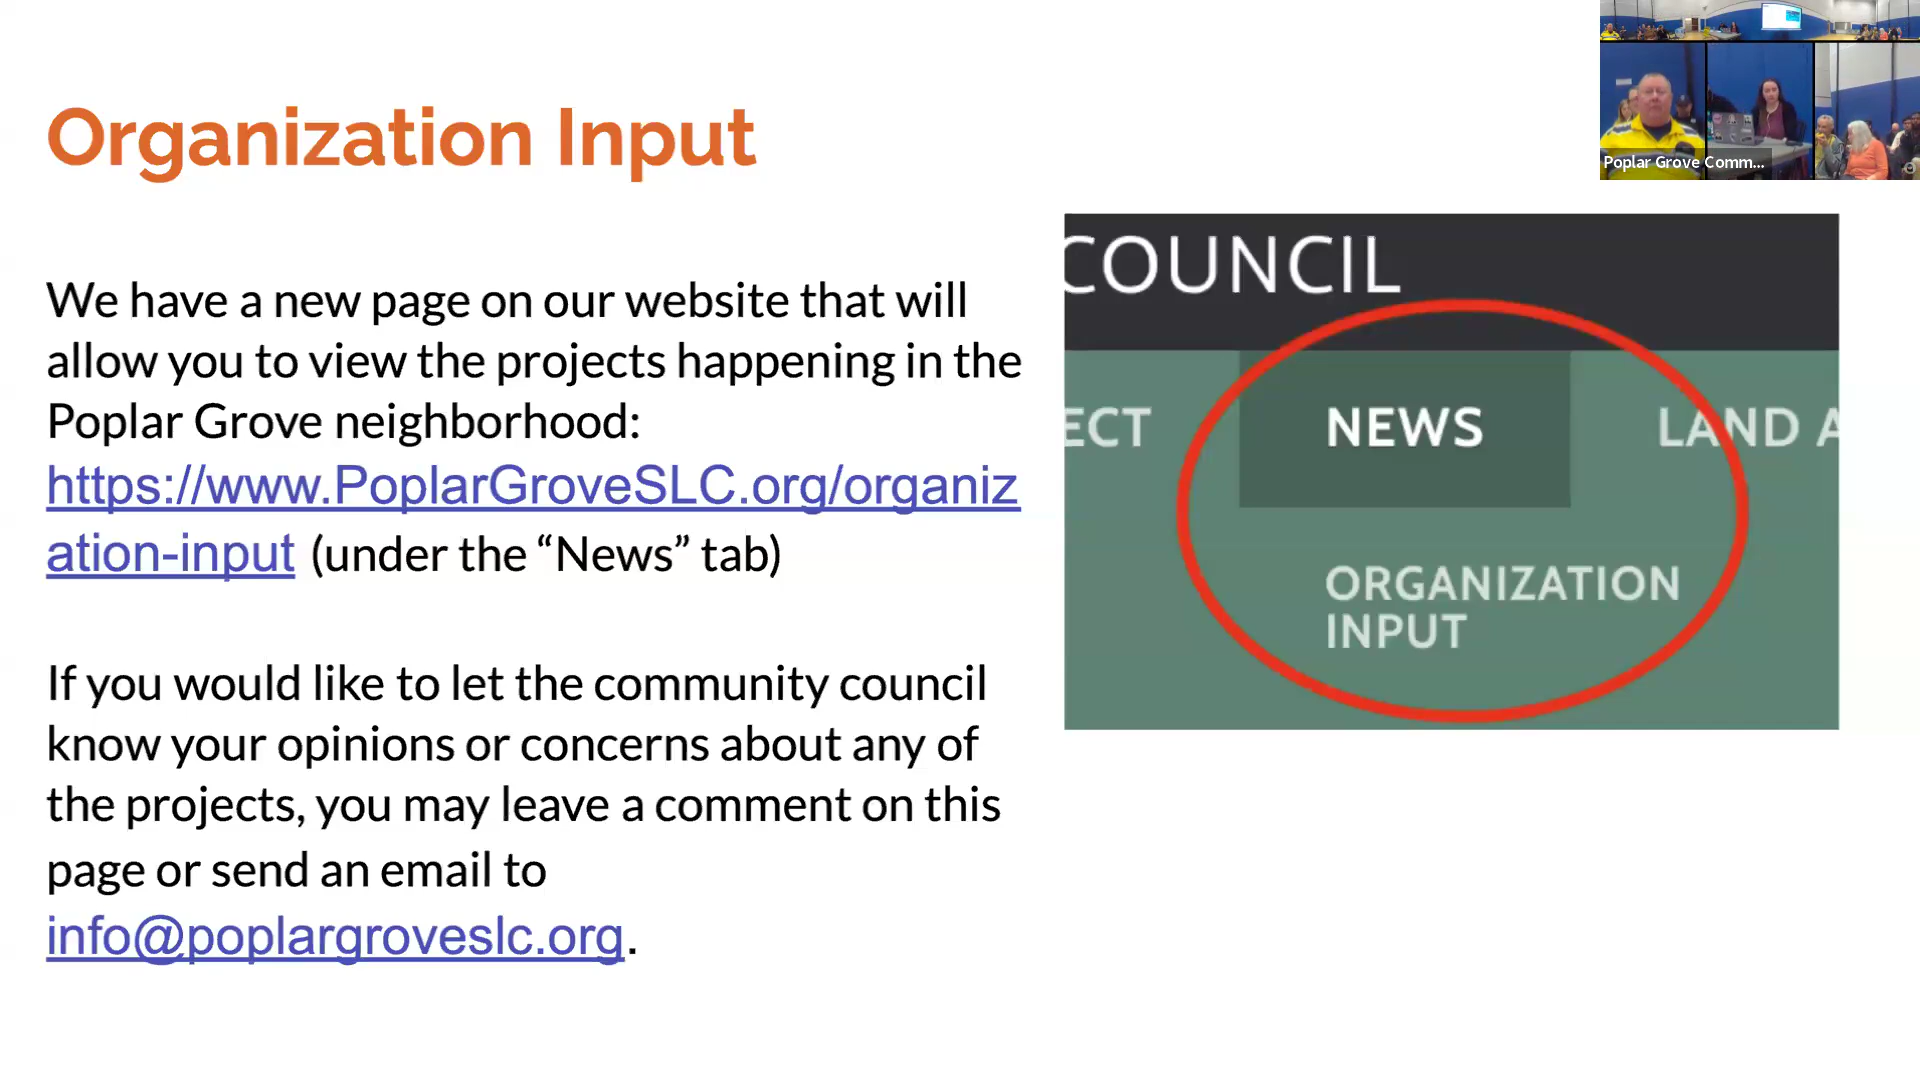 Organization Input
We have a new page on our website that will
allow you to view the projects happening in the
Poplar Grove neighborhood:
https://www.PoplarGroveSLC.org/organiz
ation-input (under the “News” tab)
If you would like to let the community council
know your opinions or concerns about any of
the projects, you may leave a comment on this
page or send an email to
info@poplargroveslc.org.
COUNCIL
ECT NEWS LAND A
ORGANIZATION
INPUT
Poplar Grove Comm...